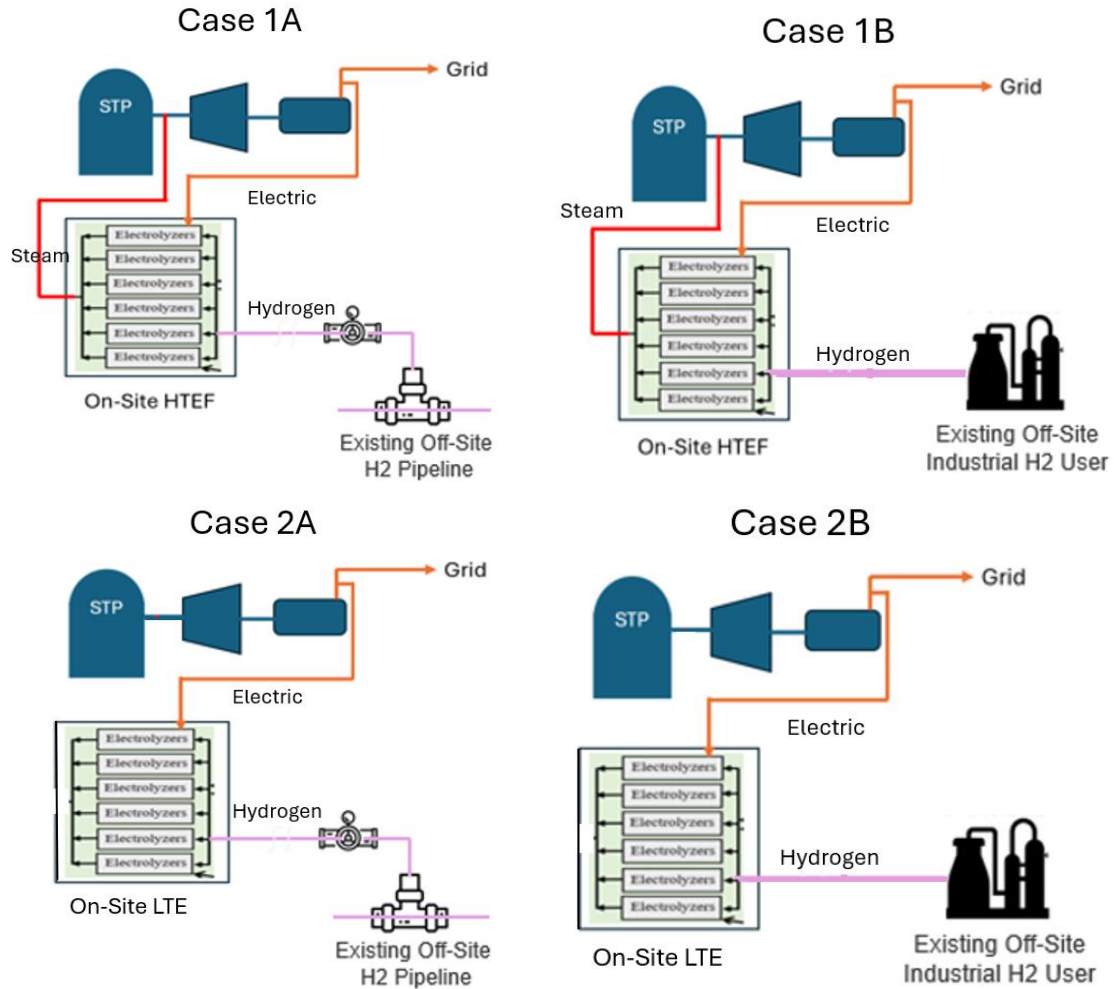 Case 1A
Grid
STP
Electric
Steam
Electrolyzers
Electrolyzers
Electrolyzers
Electrolyzers
Electrolyzers
Electrolyzers
Hydrogen
On-Site HTEF
Existing Off-Site
H2 Pipeline
Case 1B
Grid
STP
Steam
Electric
Electrolyzers
Electrolyzers
Electrolyzers
Electrolyzers
Electrolyzers
Electrolyzers
Hydrogen
On-Site HTEF
Existing Off-Site
Industrial H2 User
Case 2A
Grid
STP
Electric
Electrolyzers
Electrolyzers
Electrolyzers
Electrolyzers
Electrolyzers
Electrolyzers
Hydrogen
On-Site LTE
Existing Off-Site
H2 Pipeline
Case 2B
Grid
STP
Electric
Electrolyzers
Electrolyzers
Electrolyzers
Electrolyzers
Electrolyzers
Electrolyzers
Hydrogen
On-Site LTE
Existing Off-Site
Industrial H2 User